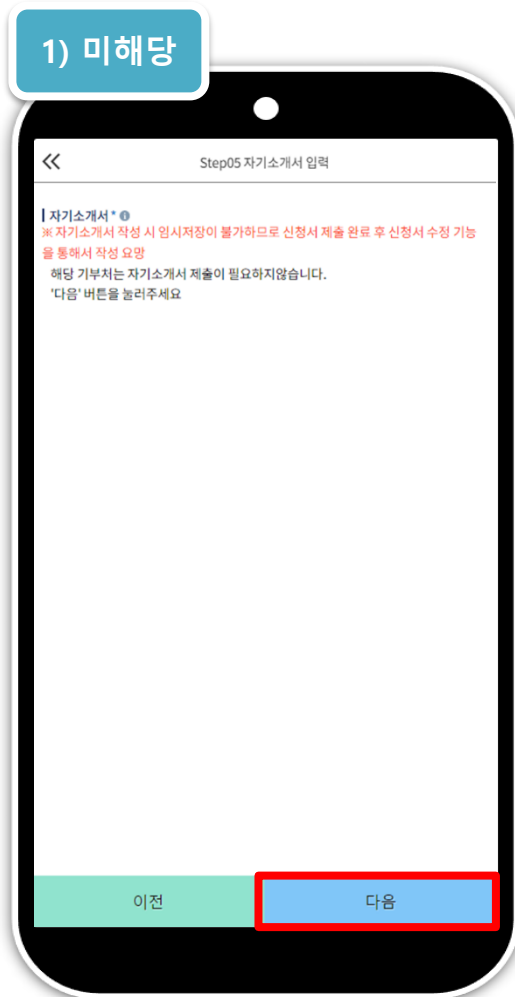 1) 미해당
Step05 자기소개서 입력
자기소개서 *
※ 자기소개서 작성 시 임시저장이 불가하므로 신청서 제출 완료 후 신청서 수정 기능
을 통해서 작성 요망
해당 기부처는 자기소개서 제출이 필요하지않습니다.
'다음' 버튼을 눌러주세요
이전
다음